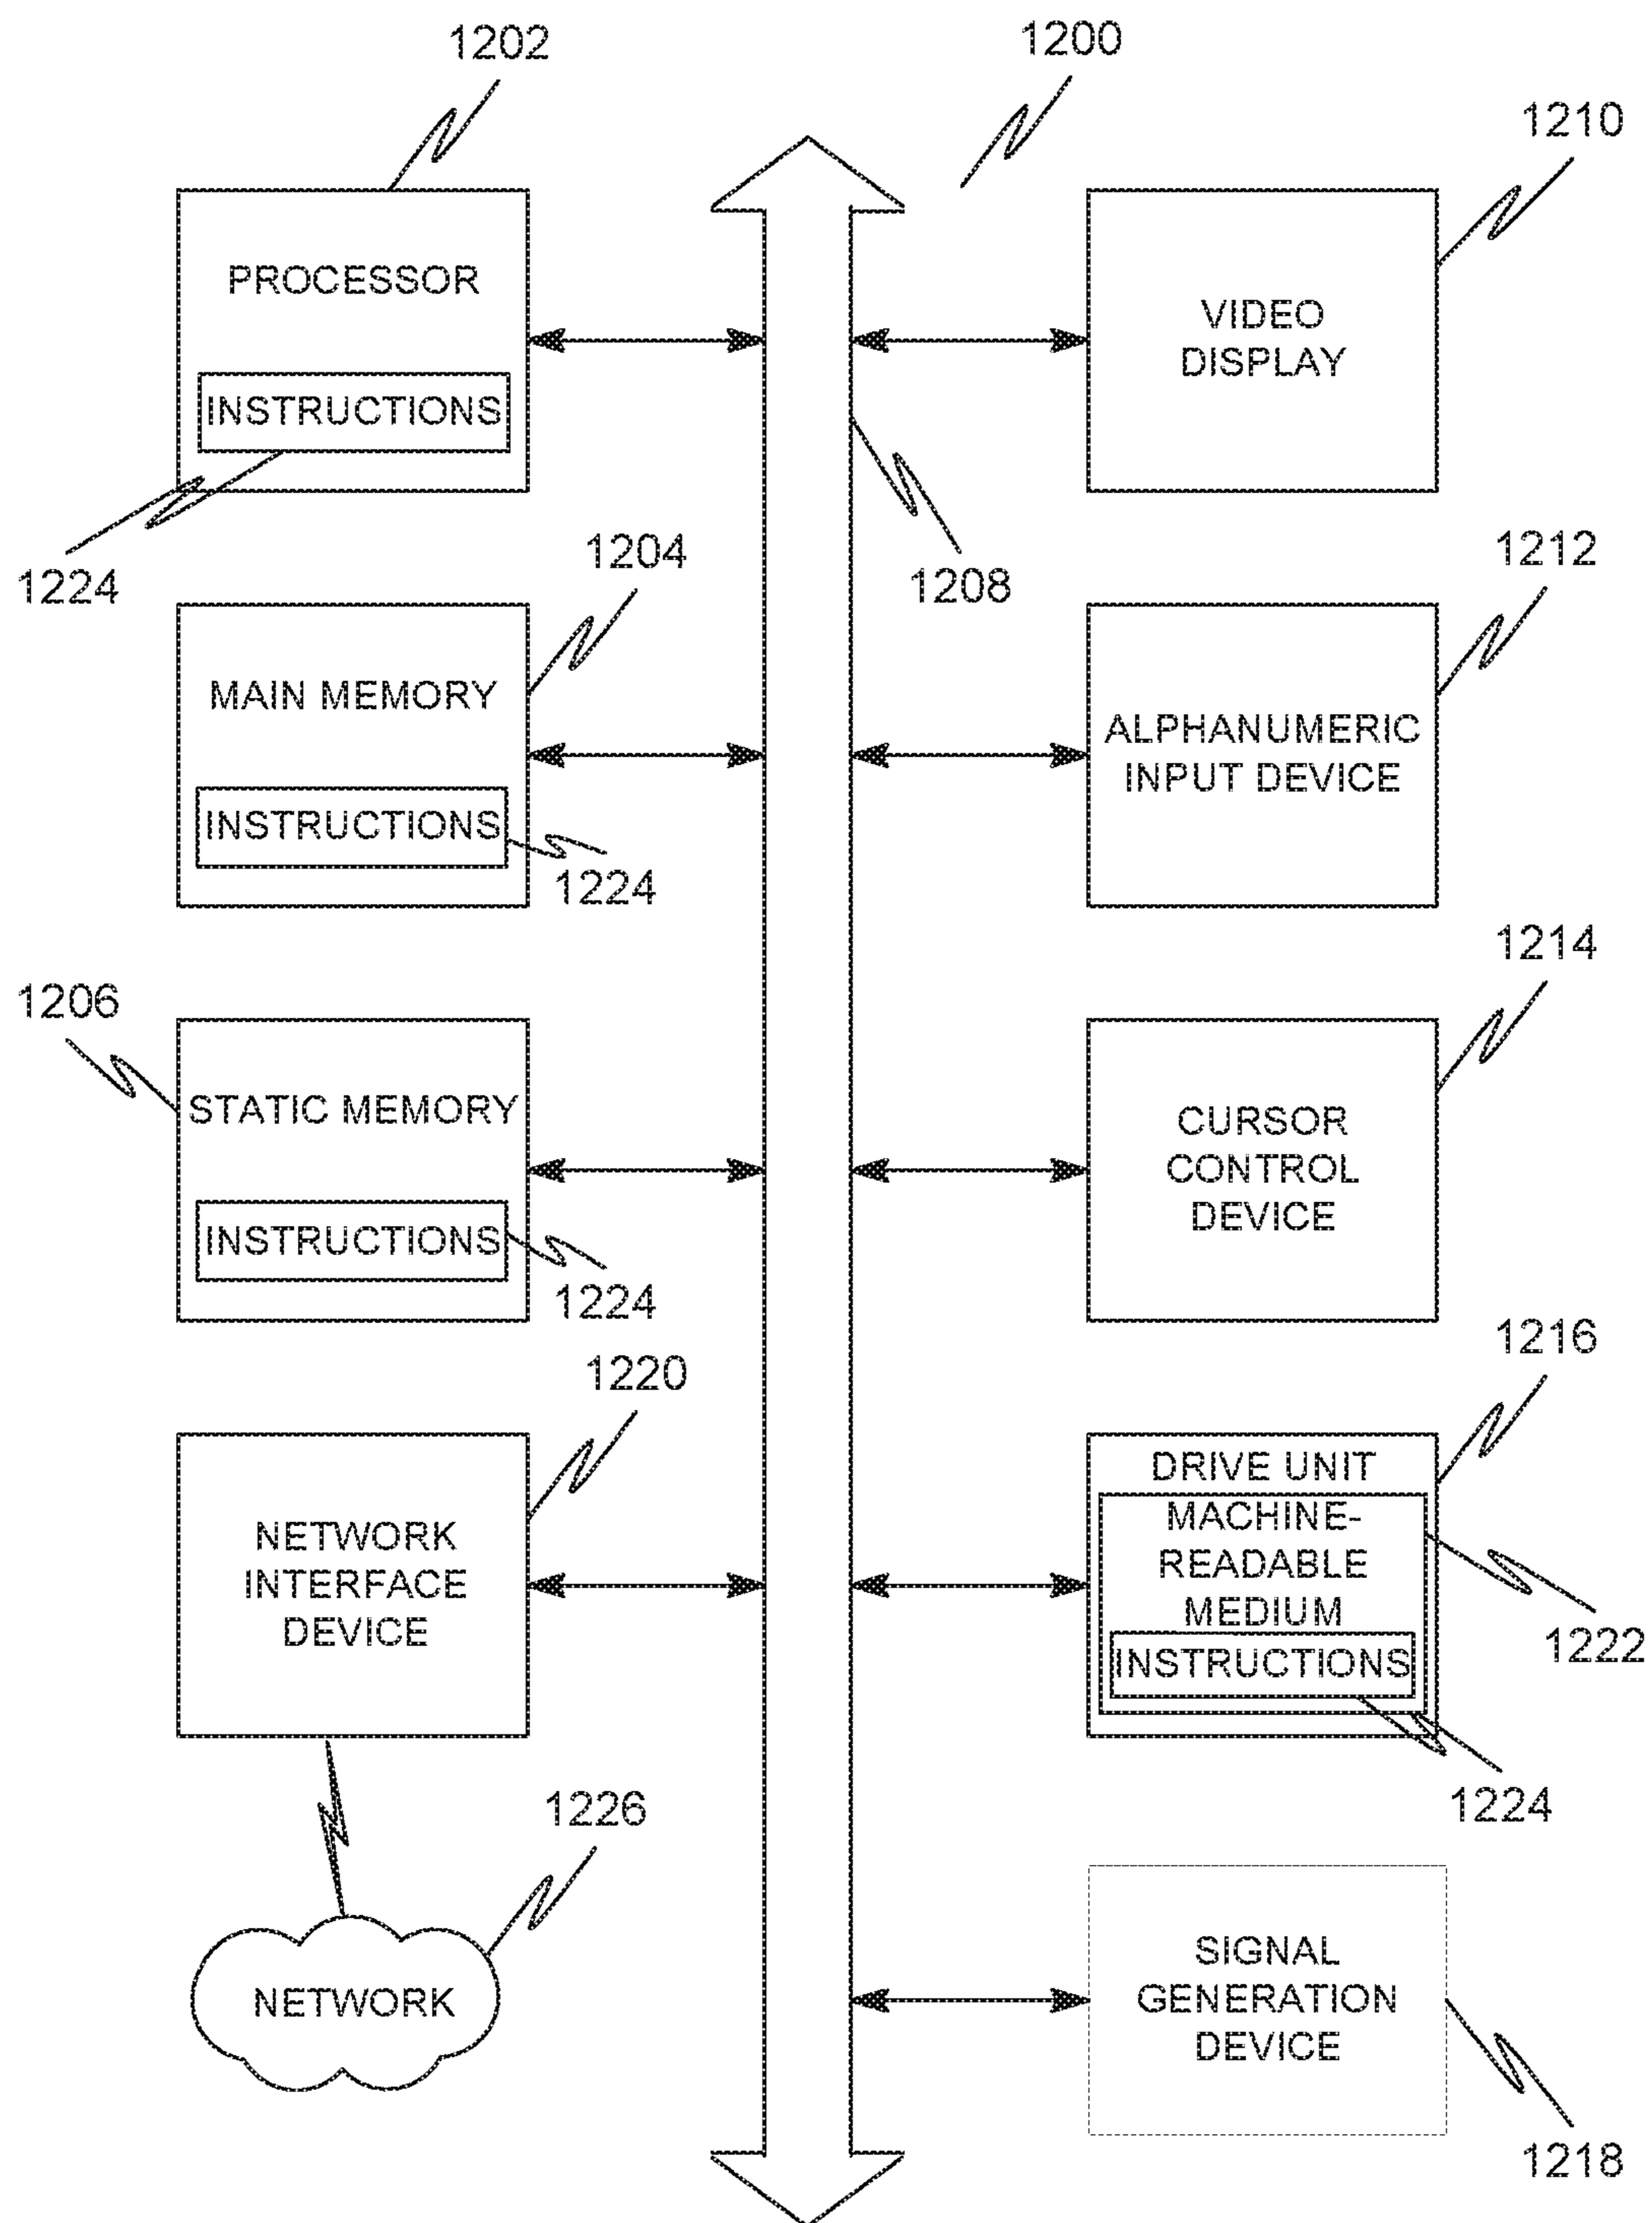 1202
1200
1210
PROCESSOR
INSTRUCTIONS
VIDEO
DISPLAY
1224
1204
1208
1212
MAIN MEMORY
INSTRUCTIONS
1224
ALPHANUMERIC
INPUT DEVICE
1206
1214
STATIC MEMORY
INSTRUCTIONS
1224
CURSOR
CONTROL
DEVICE
1220
1216
NETWORK
INTERFACE
DEVICE
DRIVE UNIT
MACHINE-
READABLE
MEDIUM
INSTRUCTIONS
1222
1224
1226
NETWORK
SIGNAL
GENERATION
DEVICE
1218